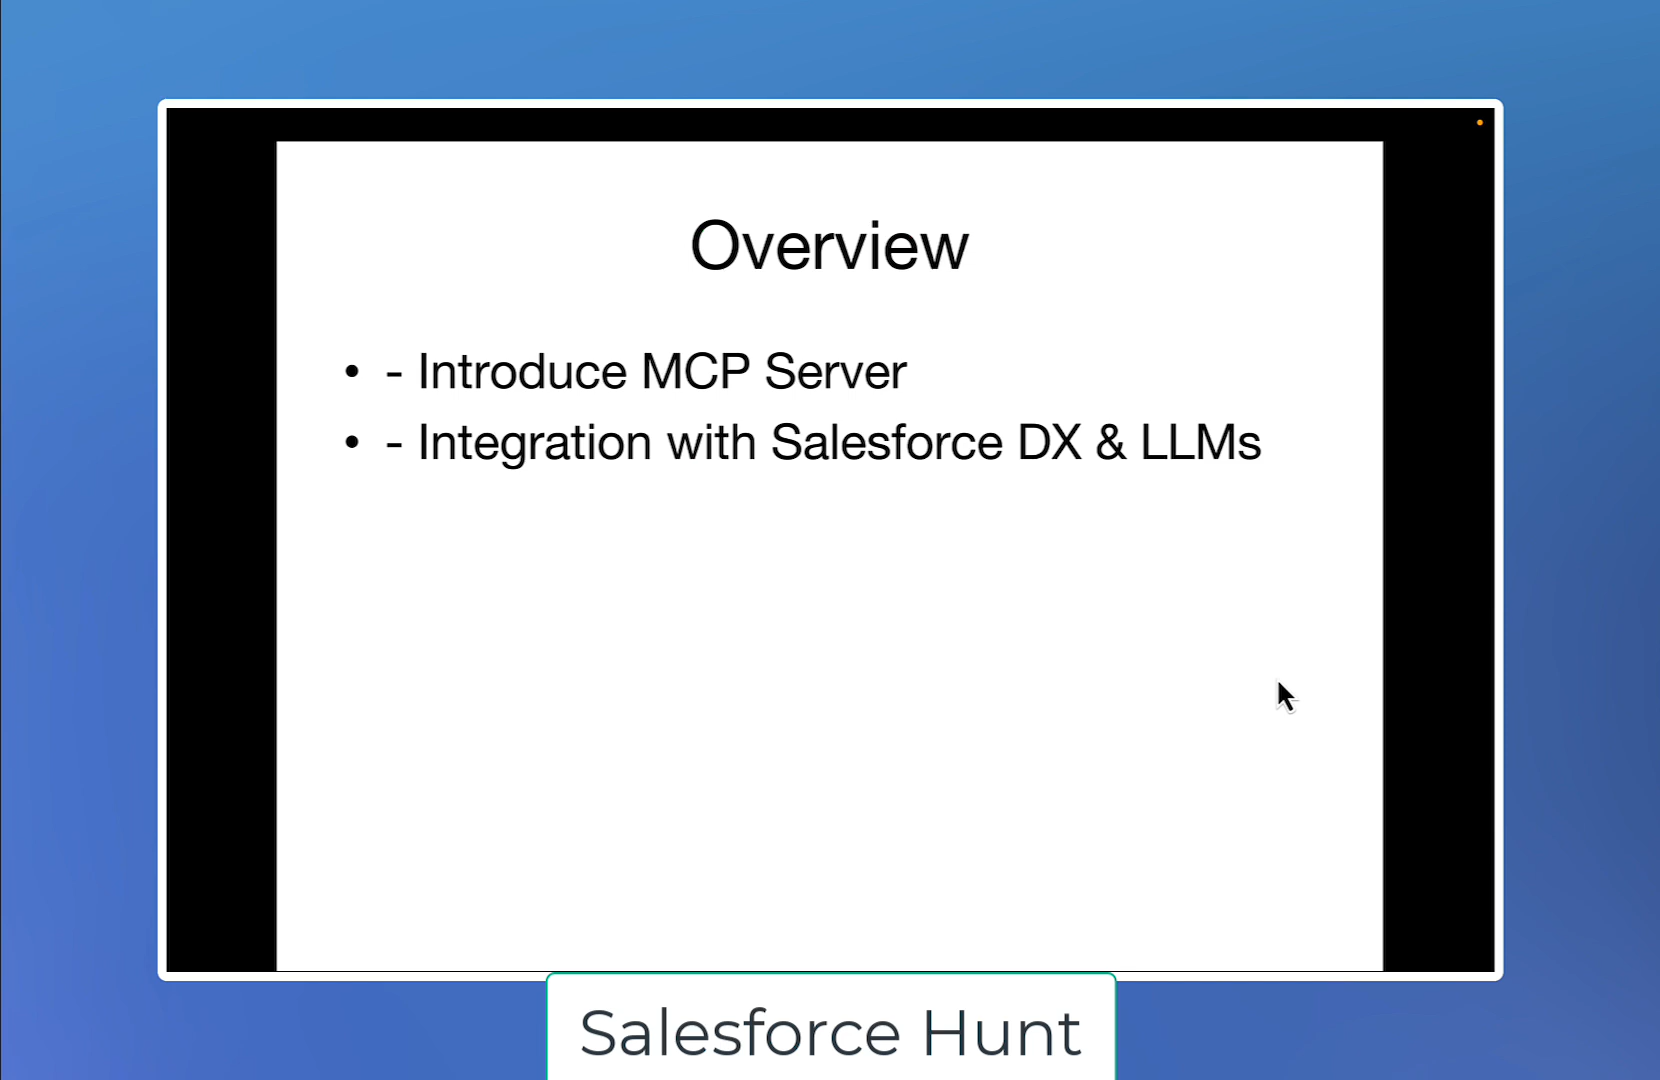 Overview
• - Introduce MCP Server
• - Integration with Salesforce DX & LLMs
Salesforce Hunt